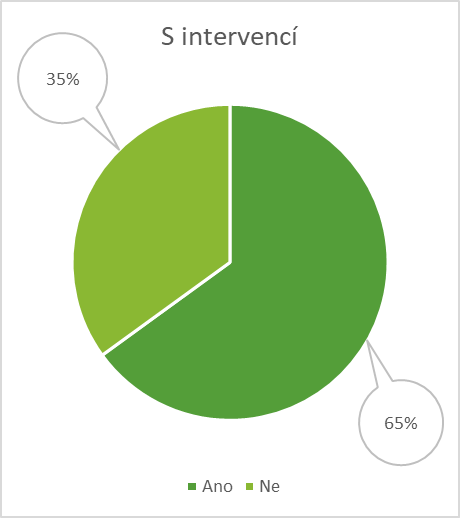 S intervencí
35%
65%
Ano Ne